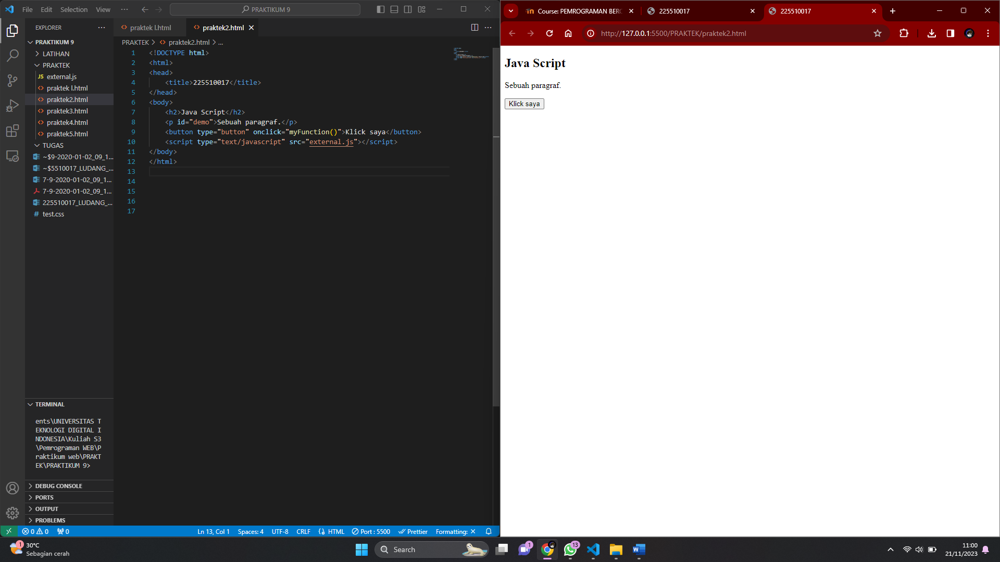 File Edit Selection View ··· PRAKTIKUM 9
EXPLORER ···
PRAKTIKUM 9
LATIHAN
PRAKTEK
external.js
praktek l.html
praktek2.html
praktek3.html
praktek4.html
praktek5.html
TUGAS
~$9-2020-01-02_09_1...
~$5510017_LUDANG_...
7-9-2020-01-02_09_1...
7-9-2020-01-02_09_1...
225510017_LUDANG_...
test.css
TERMINAL
ents\UNIVERSITAS T
EKNOLOGI DIGITAL I
NDONESIA\Kuliah S3
\Pemrograman WEB\P
raktikum web\PRAKT
EK\PRAKTIKUM 9>
DEBUG CONSOLE
PORTS
OUTPUT
PROBLEMS
praktek l.html praktek2.html
PRAKTEK > praktek2.html > ...
1 <!DOCTYPE html>
2 <html>
3 <head>
4 <title>225510017</title>
5 </head>
6 <body>
7 <h2>Java Script</h2>
8 <p id="demo">Sebuah paragraf.</p>
9 <button type="button" onclick="myFunction()">Klick saya</button>
10 <script type="text/javascript" src="external.js"></script>
11 </body>
12 </html>
13
14
15
16
17
0 0 0 Ln 13, Col 1 Spaces: 4 UTF-8 CRLF HTML Port : 5500 Prettier Formatting: ×
Course: PEMROGRAMAN BERO 225510017 225510017
http://127.0.0.1:5500/PRAKTEK/praktek2.html
Java Script
Sebuah paragraf.
Klick saya
1 30°C
Sebagian cerah
Search
1
13
11:00
21/11/2023